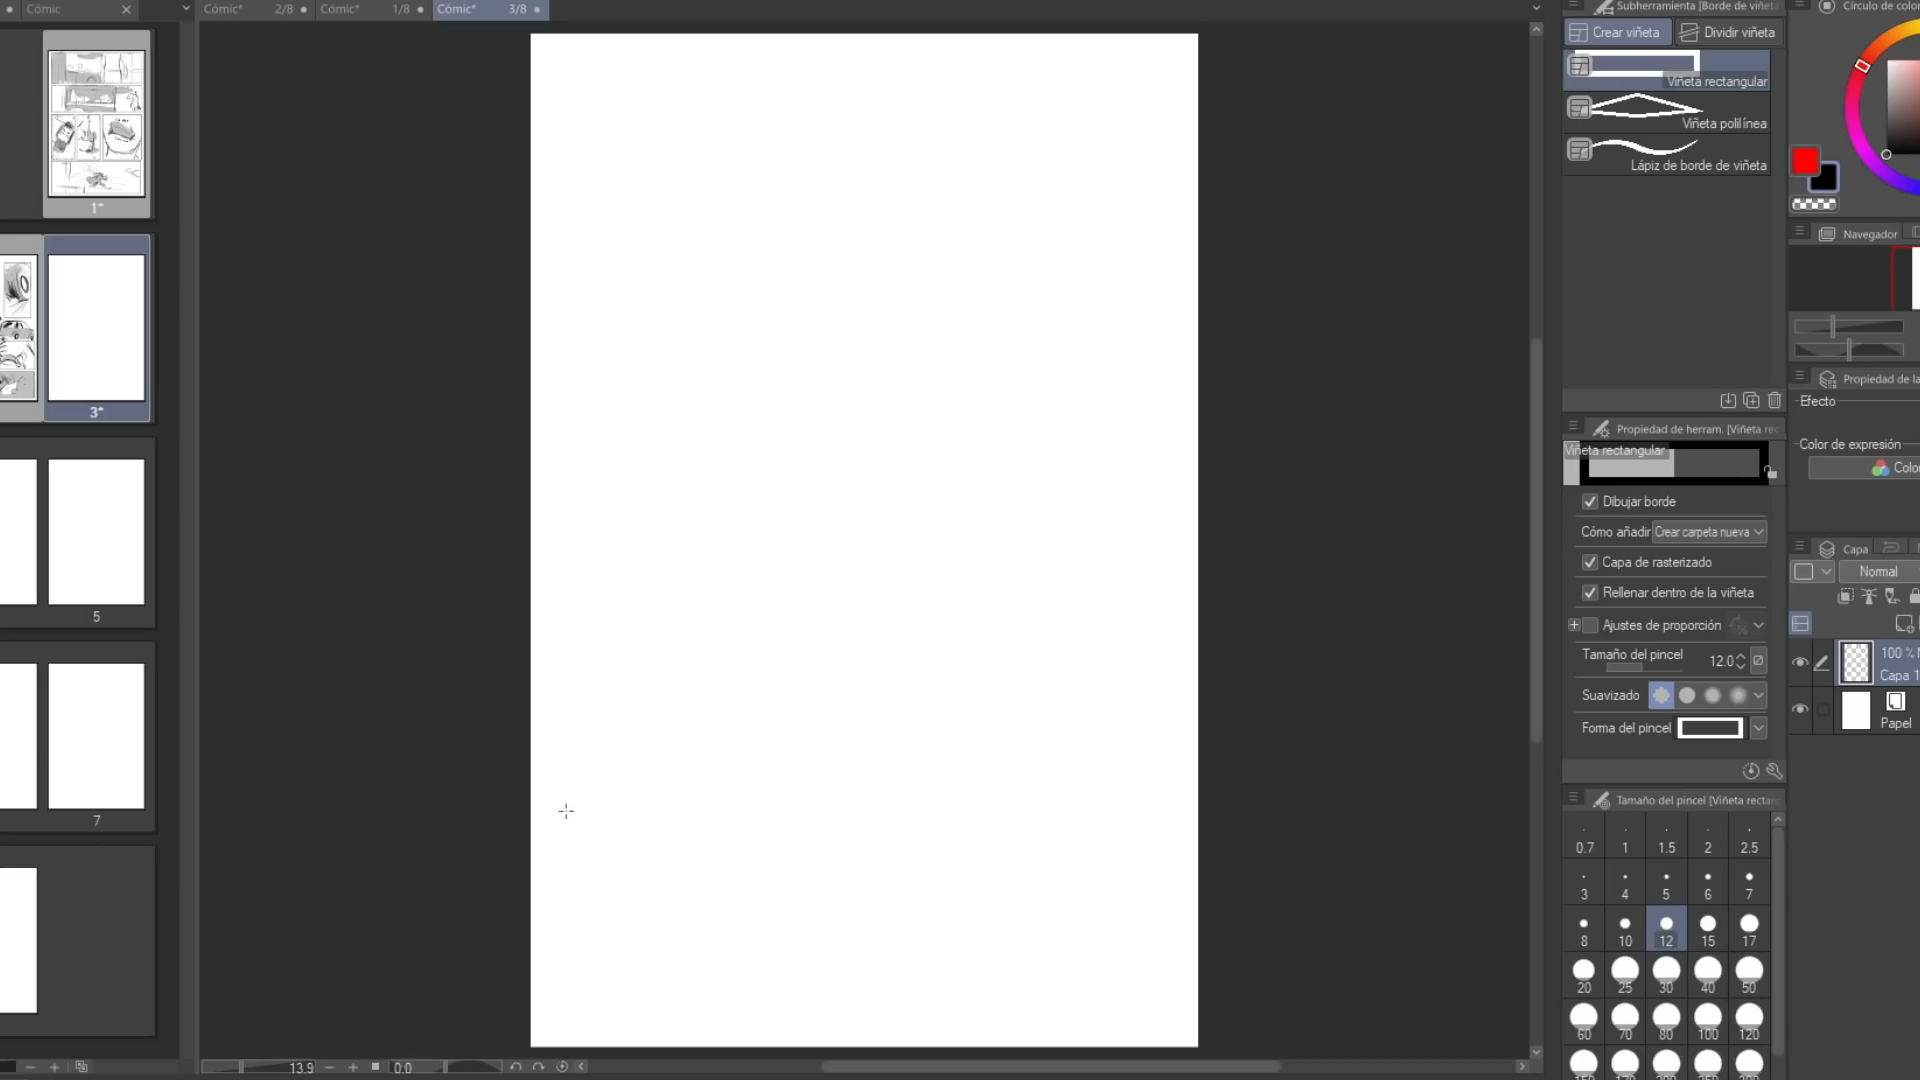 Cómic
Cómic* 2/8
Cómic* 1/8
Cómic* 3/8
1*
3*
5
7
13.9
0.0
Subherramienta [Borde de viñeta
Crear viñeta
Dividir viñeta
Viñeta rectangular
Viñeta polilínea
Lápiz de borde de viñeta
Propiedad de herram. [Viñeta rec
Viñeta rectangular
Dibujar borde
Cómo añadir Crear carpeta nueva
Capa de rasterizado
Rellenar dentro de la viñeta
Ajustes de proporción
Tamaño del pincel 12.0
Suavizado
Forma del pincel
Tamaño del pincel [Viñeta rectan
0.7 1 1.5 2 2.5
3 4 5 6 7
8 10 12 15 17
20 25 30 40 50
60 70 80 100 120
Círculo de color
Navegador
Propiedad de la
Efecto
Color de expresión
Colo
Capa
Normal
100 %
Capa 1
Papel